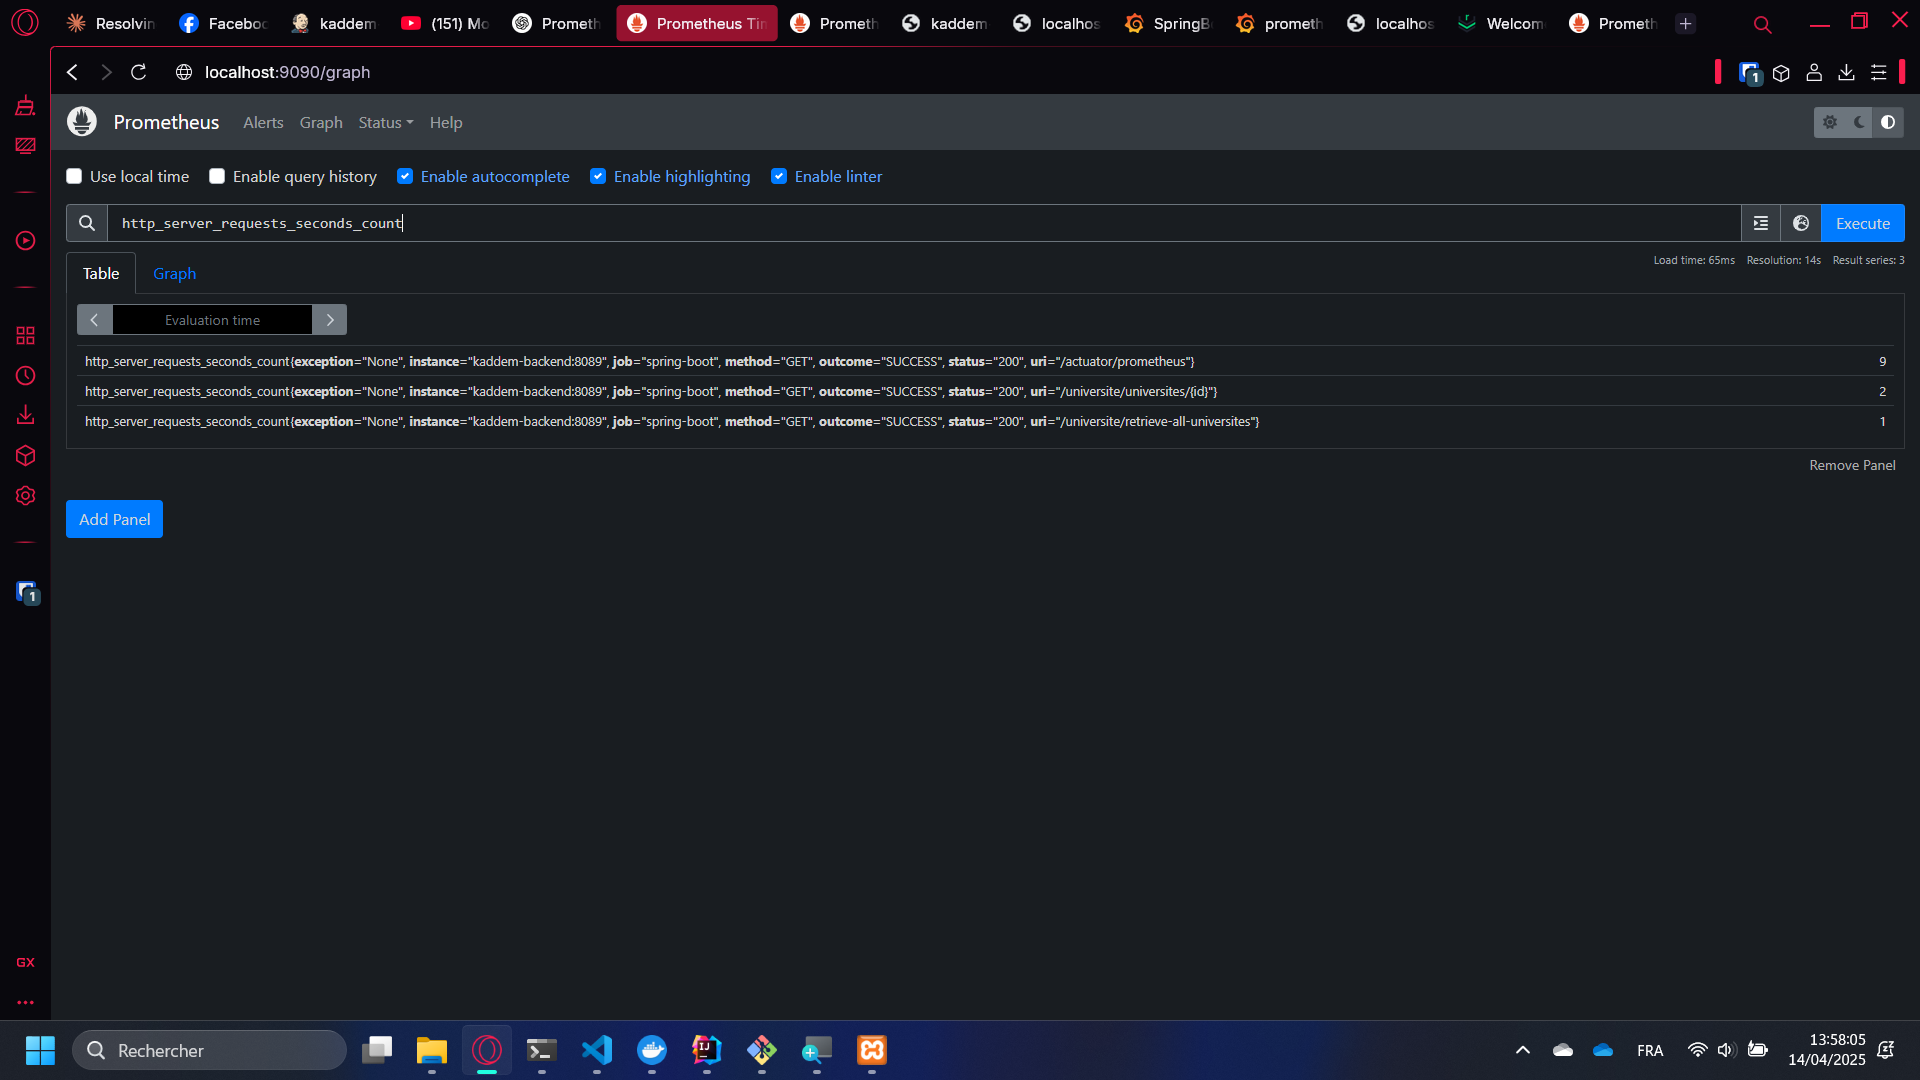 Resolvin Faceboo kaddem (151) Mo Prometh Prometheus Tim Prometh kaddem localhos SpringB prometh localhos Welcom Prometh
localhost:9090/graph
1
Prometheus Alerts Graph Status Help
Use local time Enable query history Enable autocomplete Enable highlighting Enable linter
http_server_requests_seconds_count Execute
Table Graph Load time: 65ms Resolution: 14s Result series: 3
Evaluation time
http_server_requests_seconds_count{exception="None", instance="kaddem-backend:8089", job="spring-boot", method="GET", outcome="SUCCESS", status="200", uri="/actuator/prometheus"} 9
http_server_requests_seconds_count{exception="None", instance="kaddem-backend:8089", job="spring-boot", method="GET", outcome="SUCCESS", status="200", uri="/universite/universites/{id}"} 2
http_server_requests_seconds_count{exception="None", instance="kaddem-backend:8089", job="spring-boot", method="GET", outcome="SUCCESS", status="200", uri="/universite/retrieve-all-universites"} 1
Remove Panel
Add Panel
1
GX
Rechercher FRA 13:58:05
14/04/2025